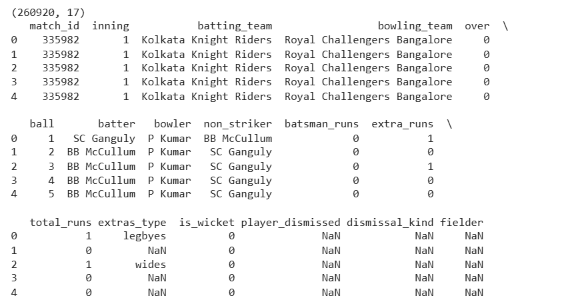 (260920, 17)
match_id inning batting_team bowling_team over \
0 335982 1 Kolkata Knight Riders Royal Challengers Bangalore 0
1 335982 1 Kolkata Knight Riders Royal Challengers Bangalore 0
2 335982 1 Kolkata Knight Riders Royal Challengers Bangalore 0
3 335982 1 Kolkata Knight Riders Royal Challengers Bangalore 0
4 335982 1 Kolkata Knight Riders Royal Challengers Bangalore 0
ball batter bowler non_striker batsman_runs extra_runs \
0 1 SC Ganguly P Kumar BB McCullum 0 1
1 2 BB McCullum P Kumar SC Ganguly 0 0
2 3 BB McCullum P Kumar SC Ganguly 0 1
3 4 BB McCullum P Kumar SC Ganguly 0 0
4 5 BB McCullum P Kumar SC Ganguly 0 0
total_runs extras_type is_wicket player_dismissed dismissal_kind fielder
0 1 legbyes 0 NaN NaN NaN
1 0 NaN 0 NaN NaN NaN
2 1 wides 0 NaN NaN NaN
3 0 NaN 0 NaN NaN NaN
4 0 NaN 0 NaN NaN NaN